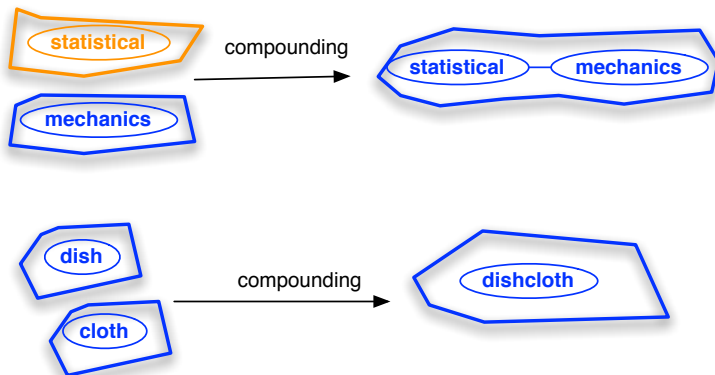 statistical
compounding
statistical mechanics
mechanics
dish
compounding
dishcloth
cloth